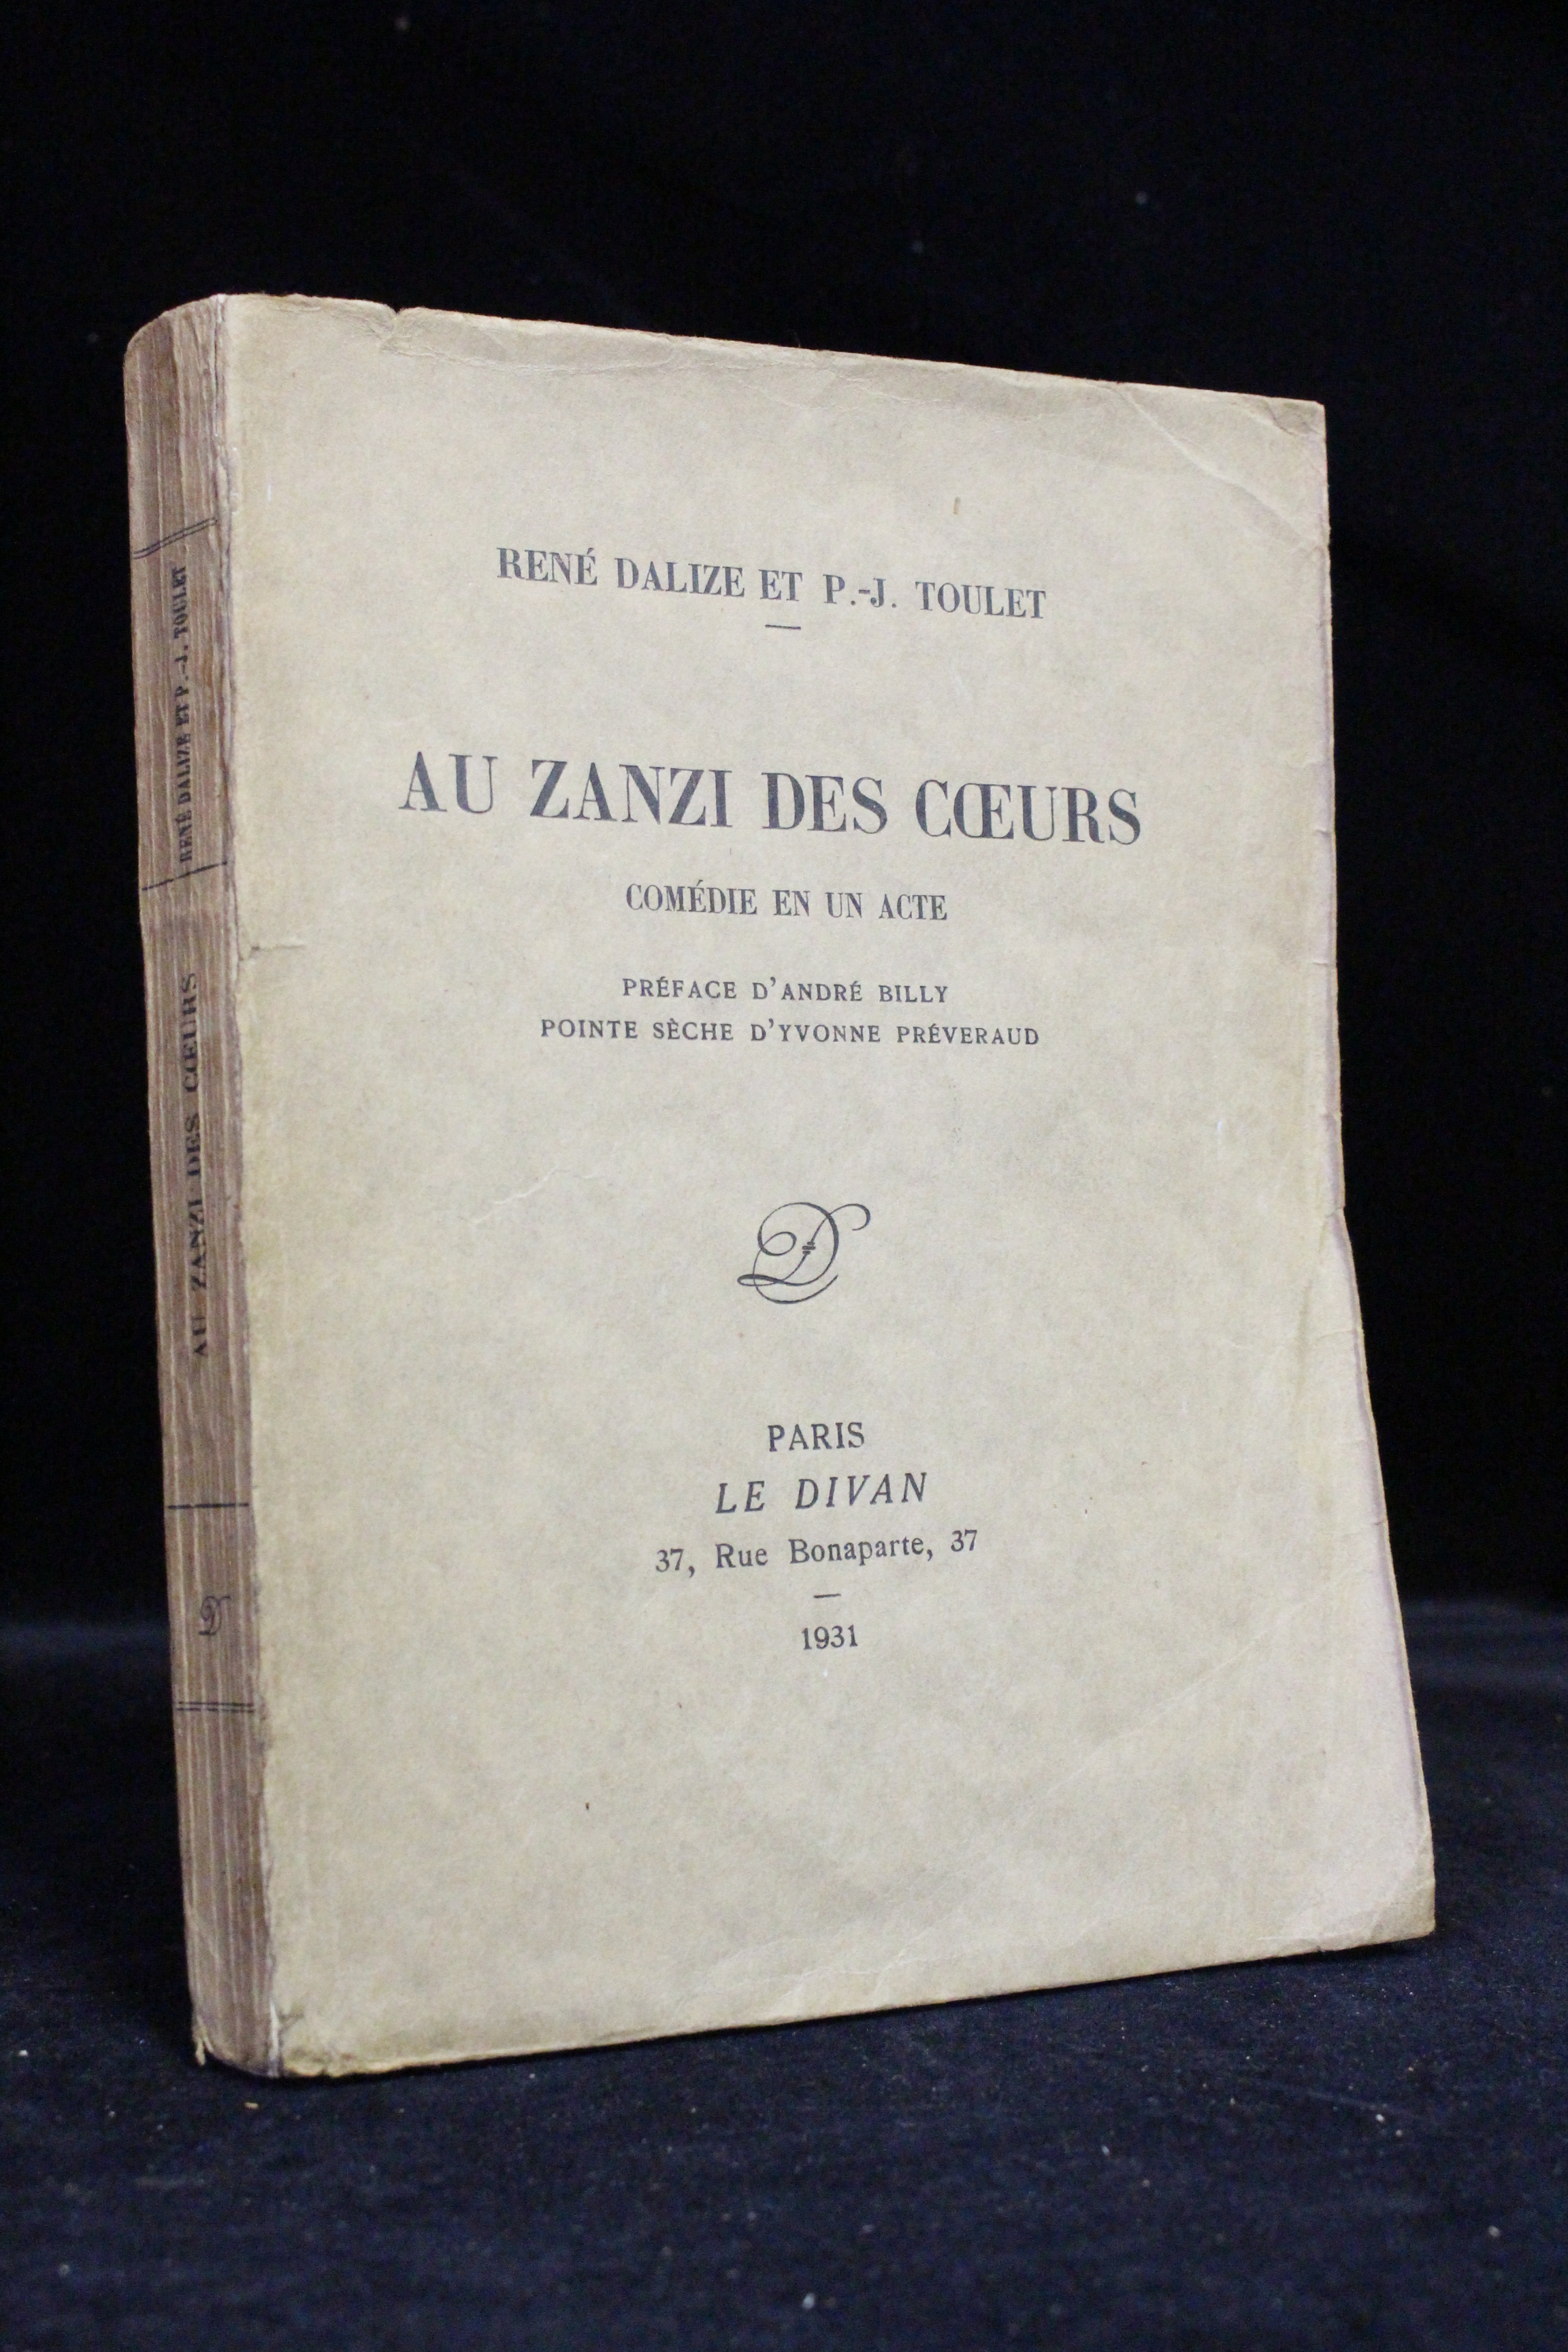 RENÉ DALIZE ET P.-J. TOULET
AU ZANZI DES CŒURS
COMÉDIE EN UN ACTE
PRÉFACE D'ANDRÉ BILLY
POINTE SÈCHE D'YVONNE PRÉVERAUD
D
PARIS
LE DIVAN
37, Rue Bonaparte, 37
1931
RENÉ DALIZE ET P.-J. TOULET
AU ZANZI DES CŒURS
D